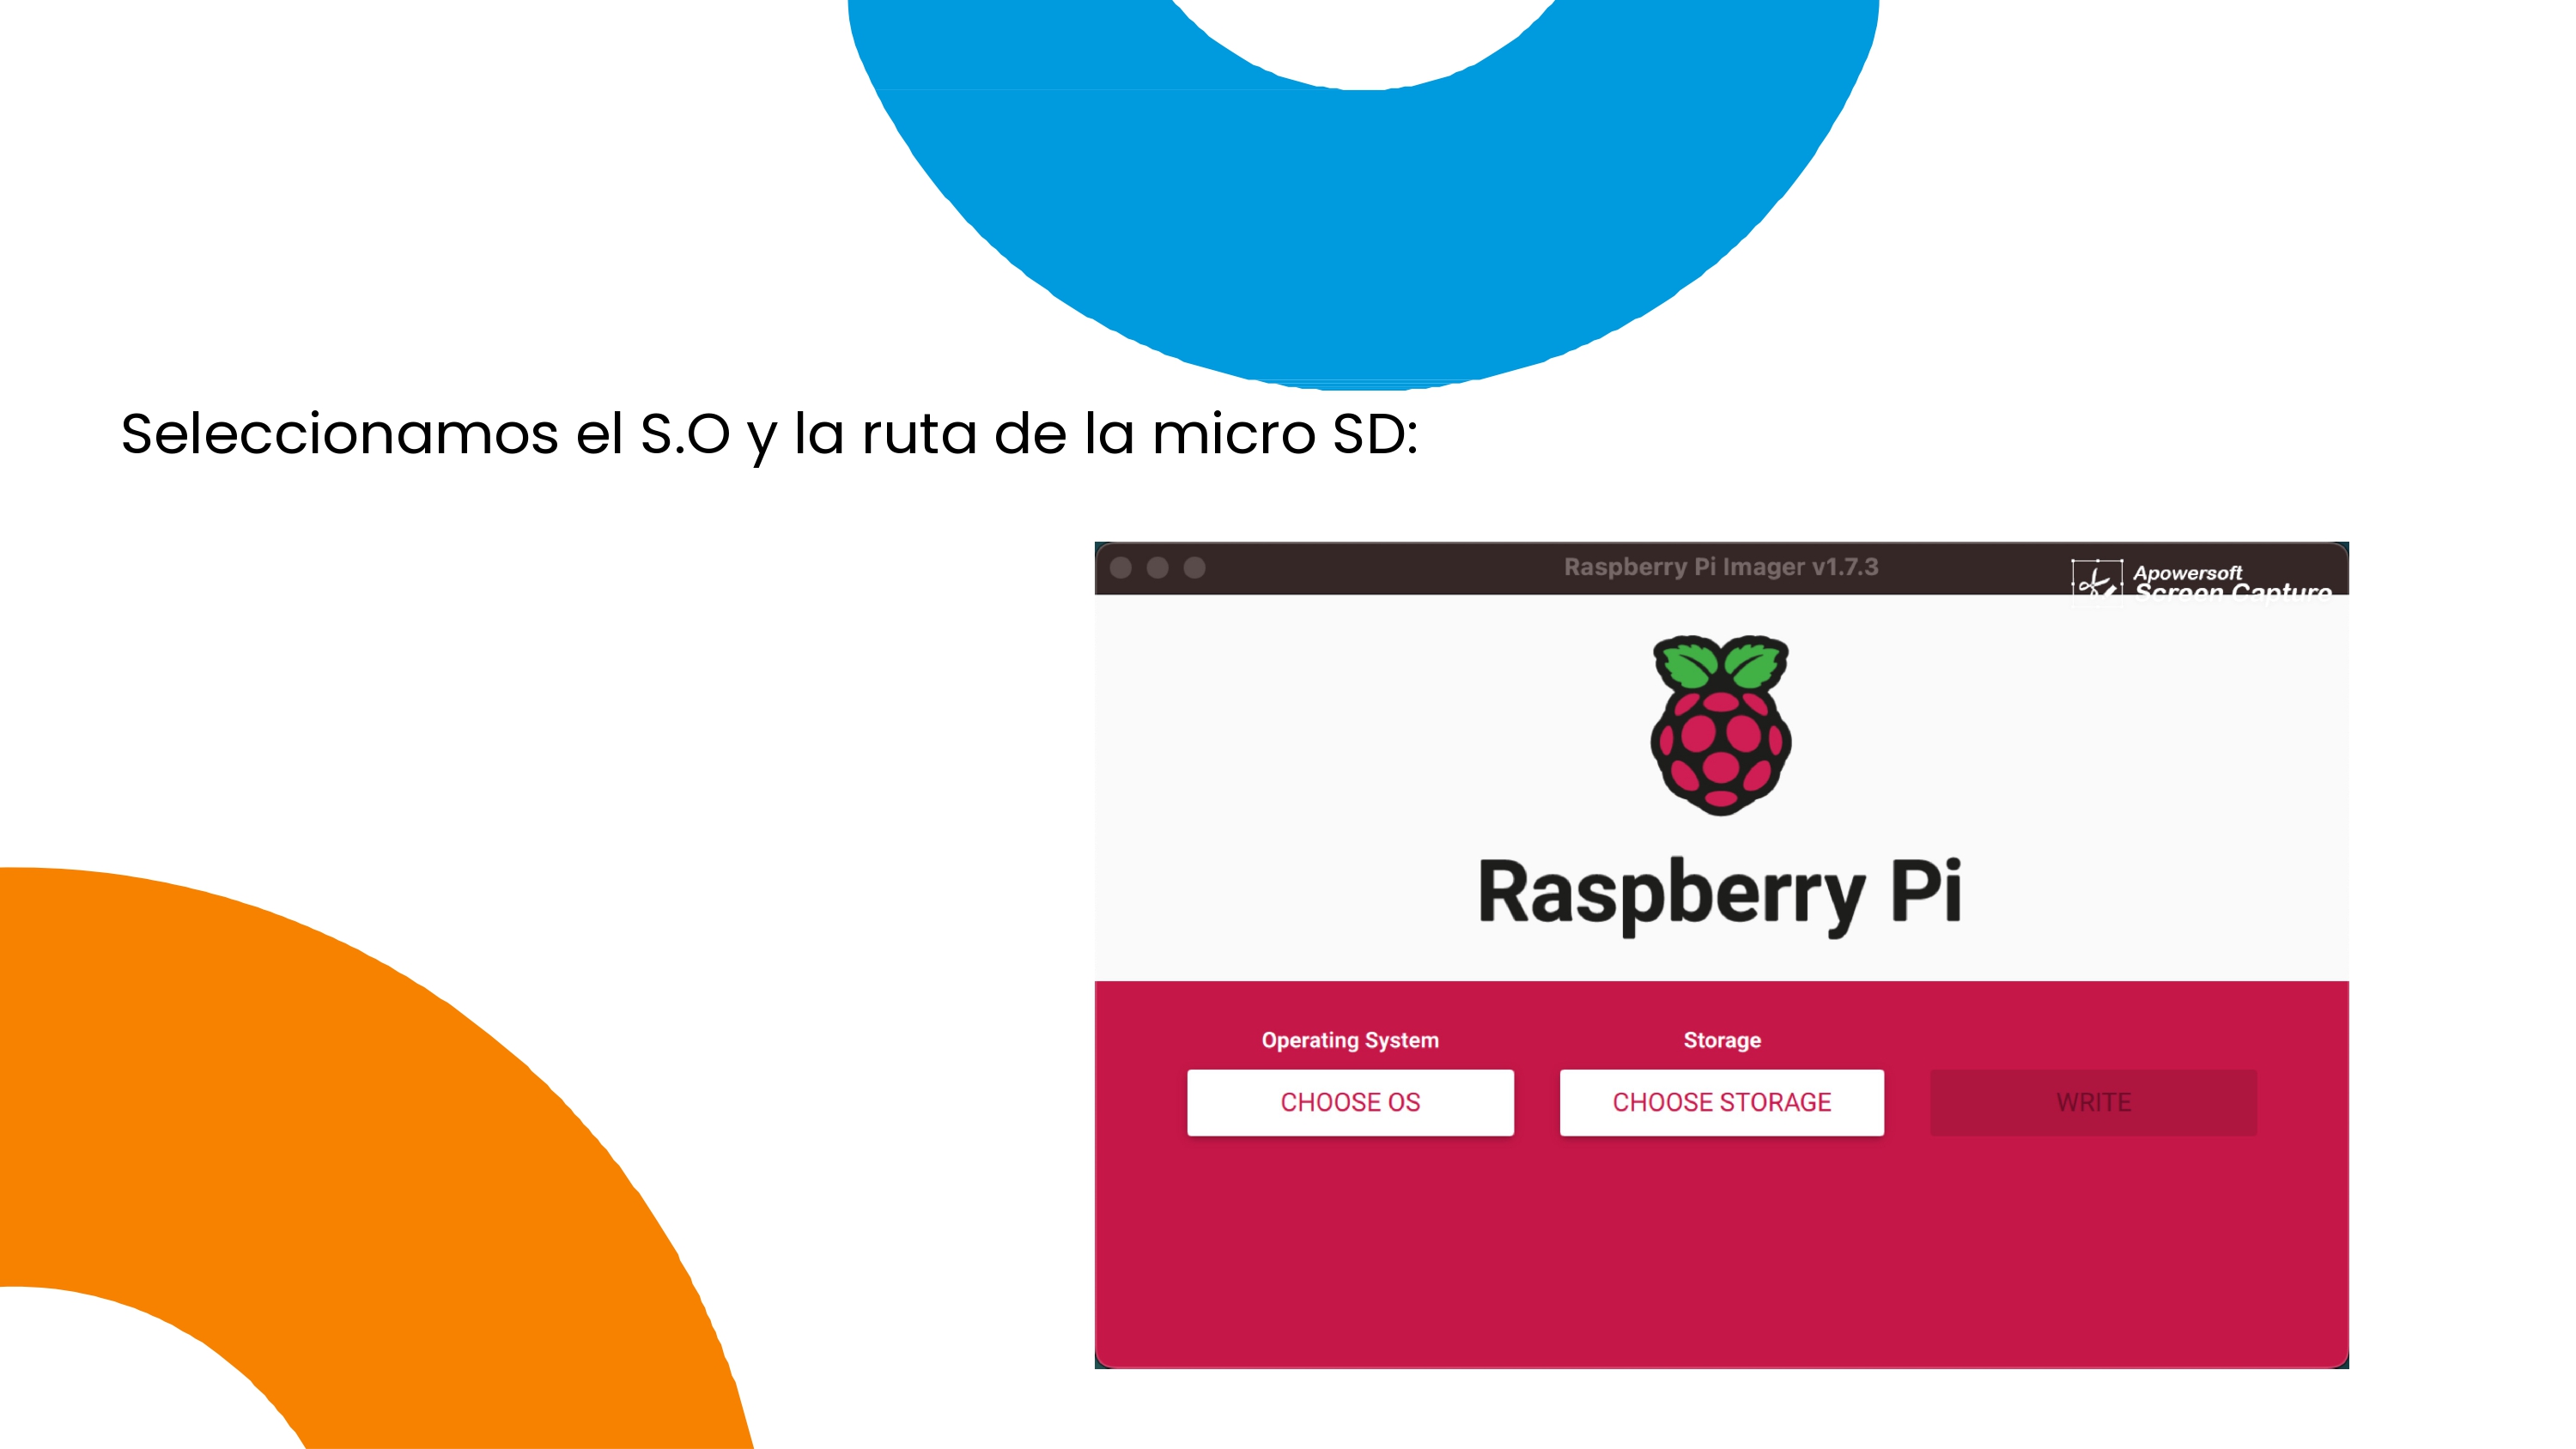 Seleccionamos el S.O y la ruta de la micro SD:
Raspberry Pi Imager v1.7.3
Apowersoft
Screen Capture
Raspberry Pi
Operating System
Storage
CHOOSE OS
CHOOSE STORAGE
WRITE